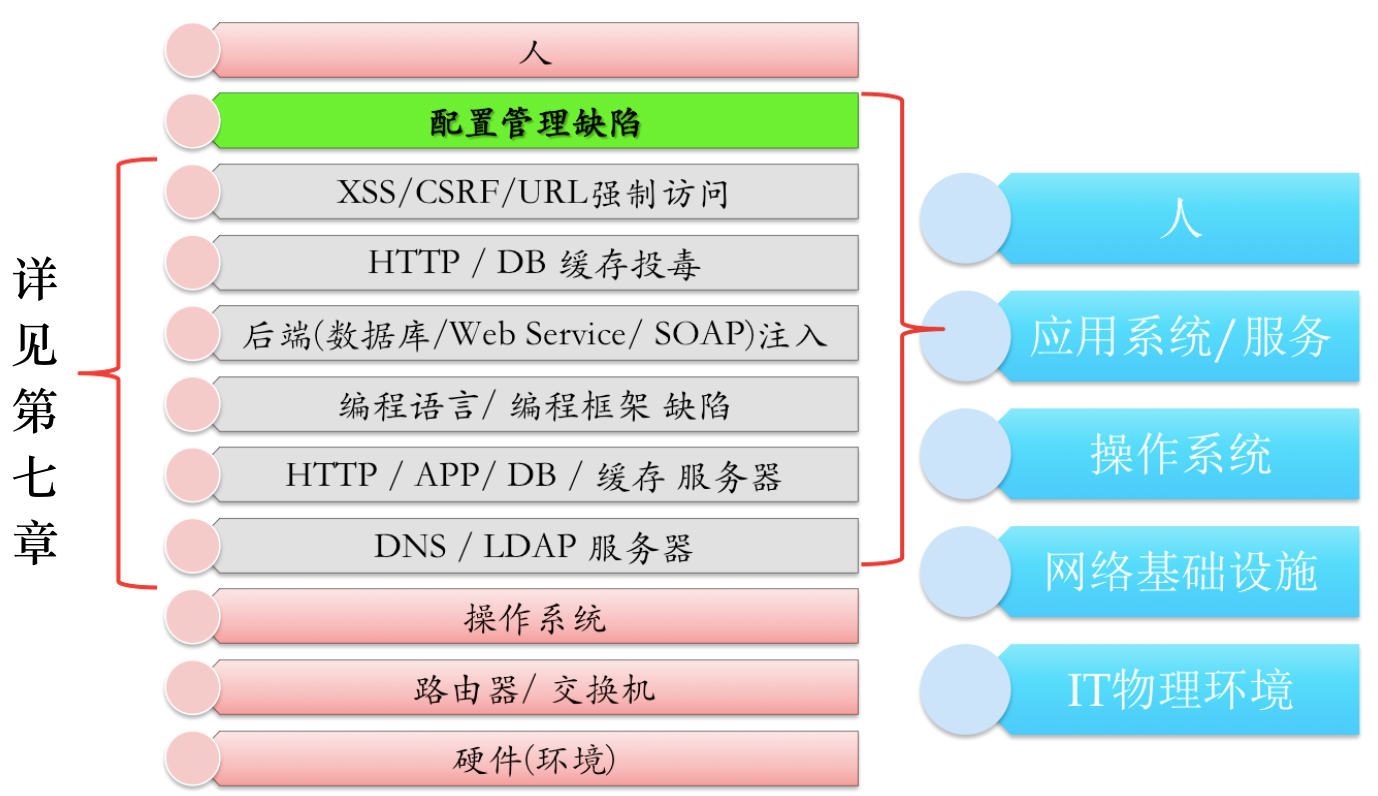 人
配置管理缺陷
XSS/CSRF/URL强制访问
HTTP / DB 缓存投毒
后端(数据库/Web Service/ SOAP)注入
编程语言/ 编程框架 缺陷
HTTP / APP/ DB / 缓存 服务器
DNS / LDAP 服务器
操作系统
路由器/ 交换机
硬件(环境)
详见第七章
人
应用系统/服务
操作系统
网络基础设施
IT物理环境